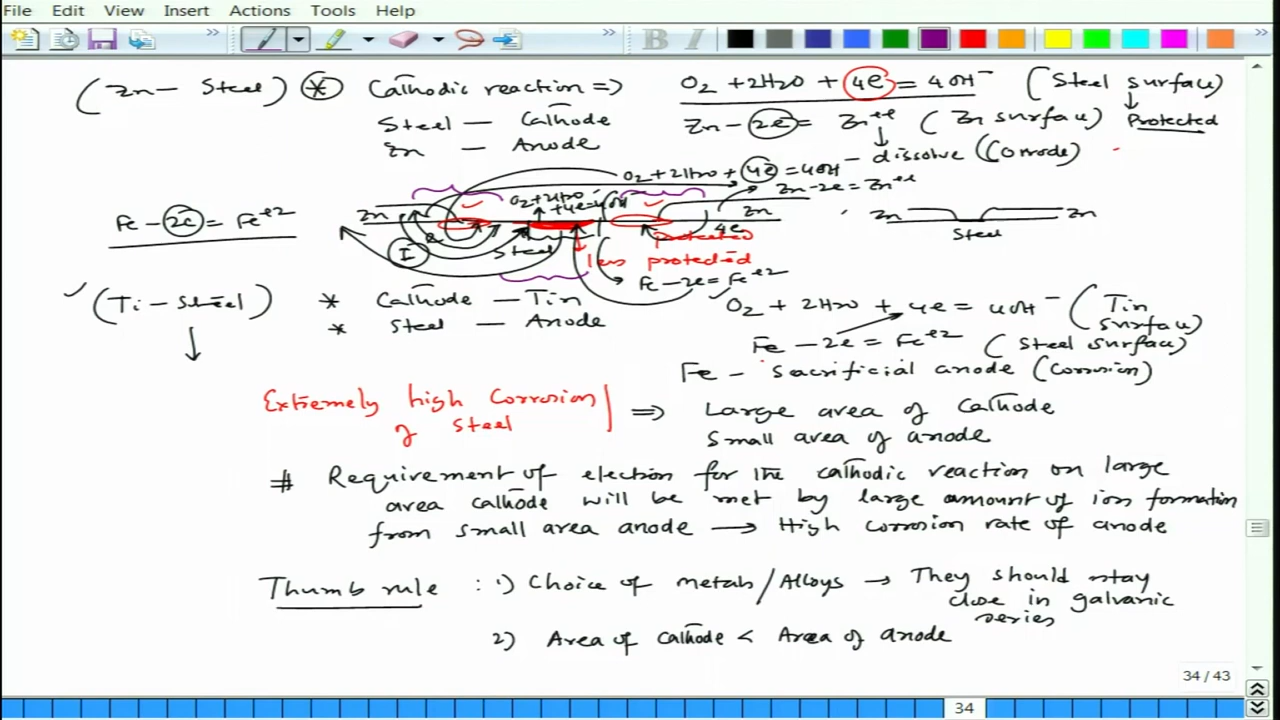 File Edit View Insert Actions Tools Help
(Zn - Steel) * Cathodic reaction => O2 + 2H2O + 4e = 4OH- (Steel surface)
Steel - Cathode Zn - 2e = Zn+2 (Zn surface) Protected
Zn - Anode dissolve (Corrode)
O2 + 2H2O + 4e = 4OH-
Zn - 2e = Zn+2
O2 + 2H2O
+ 4e = 4OH-
Fe - 2e = Fe+2
Zn Zn Zn Zn
4e
Steel
I Steel protected
less protected
Fe - 2e = Fe+2
(Ti - Steel) * Cathode - Tin
* Steel - Anode
O2 + 2H2O + 4e = 4OH- (Tin surface)
Fe - 2e = Fe+2 (Steel surface)
Fe - Sacrificial anode (Corrosion)
Extremely high Corrosion of Steel => Large area of Cathode
Small area of anode
# Requirement of electron for the cathodic reaction on large
area cathode will be met by large amount of ion formation
from small area anode → High corrosion rate of anode
Thumb rule : 1) Choice of metals/Alloys → They should stay
close in galvanic
series
2) Area of Cathode < Area of anode
34 / 43
34